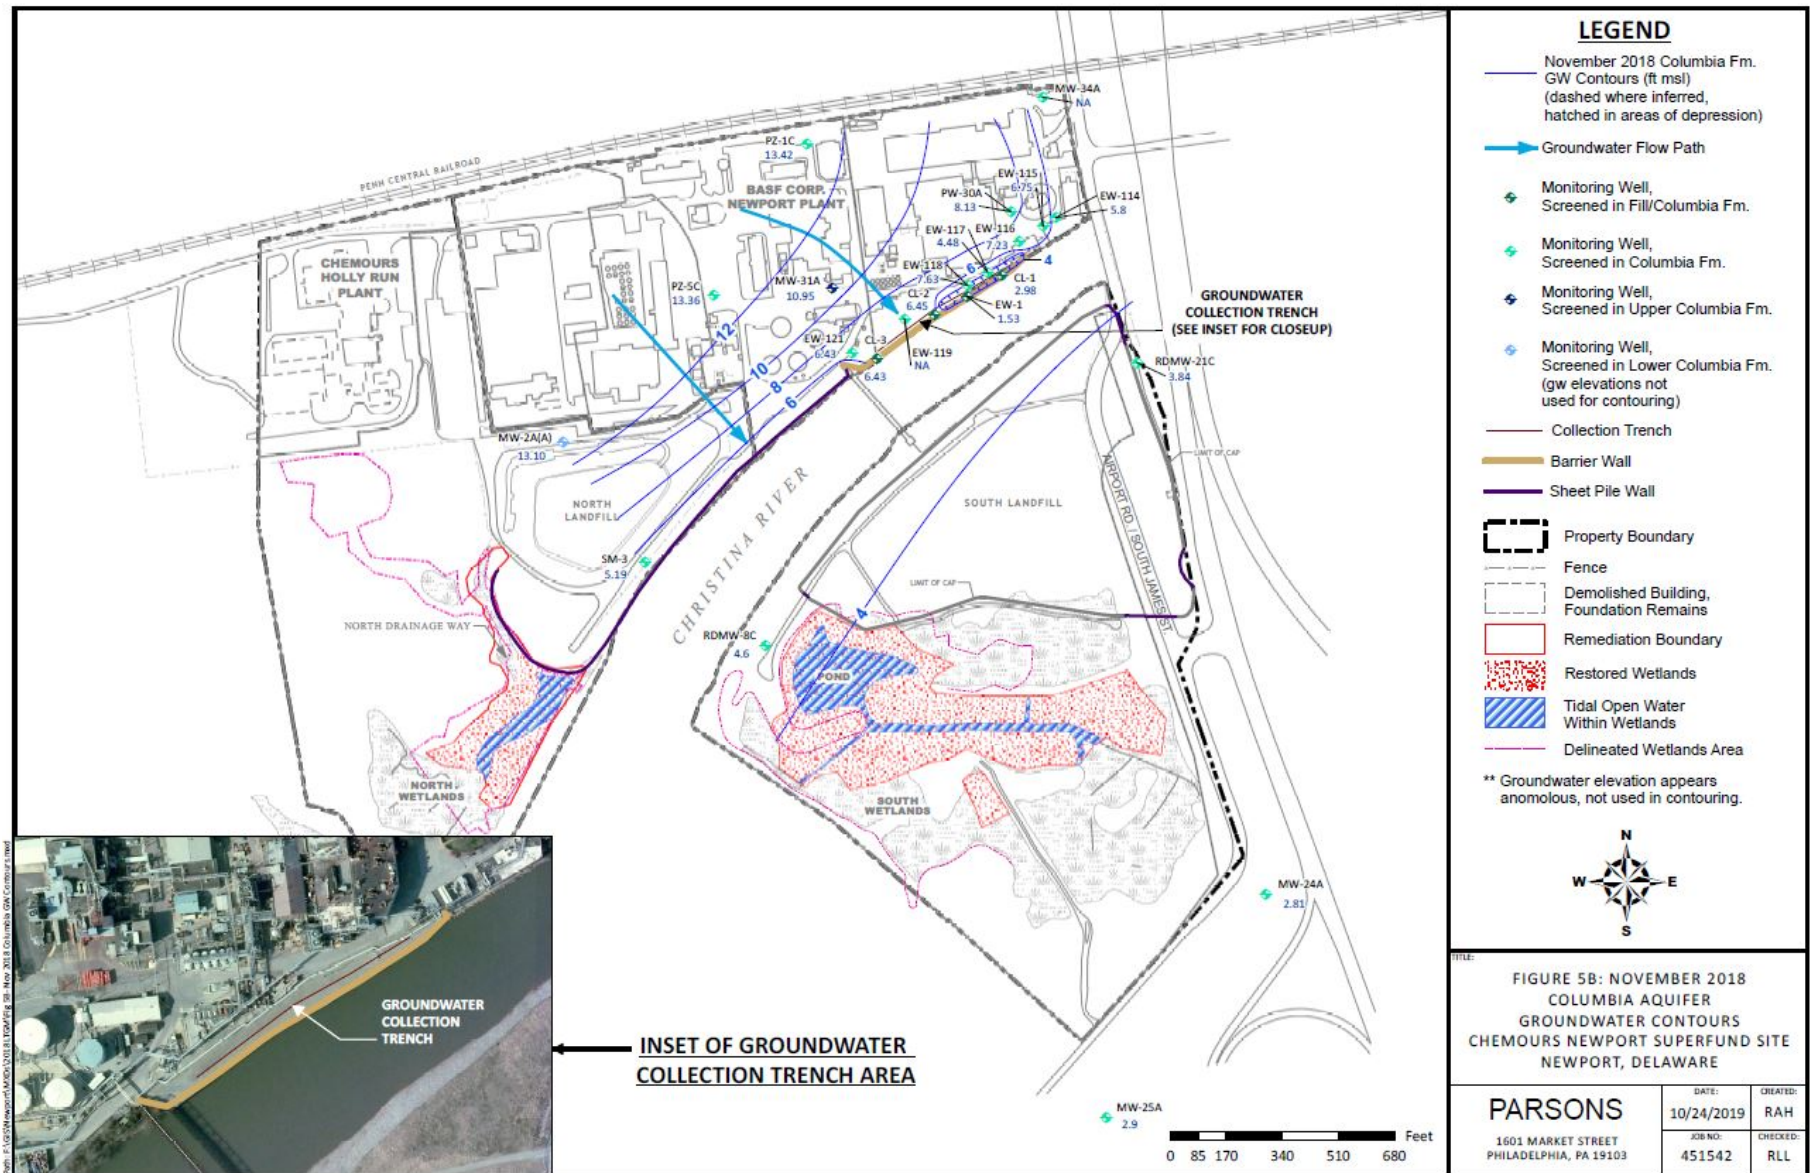 MW-34A
NA
PZ-1C
13.42
PENN CENTRAL RAILROAD
BASF CORP.
NEWPORT PLANT
EW-115
6.75
PW-30A
8.13
EW-114
5.8
EW-117
4.48
EW-116
7.23
CHEMOURS
HOLLY RUN
PLANT
PZ-5C
13.36
MW-31A
10.95
EW-118
7.63
6
4
CL-1
2.98
CL-2
6.45
EW-1
1.53
GROUNDWATER
COLLECTION TRENCH
(SEE INSET FOR CLOSEUP)
12
EW-121
6.43
CL-3
6.43
EW-119
NA
10
8
6
RDMW-21C
3.84
MW-2A(A)
13.10
LIMIT OF CAP
AIRPORT RD / SOUTH JAMES ST
NORTH
LANDFILL
SOUTH LANDFILL
CHRISTINA RIVER
SM-3
5.19
LIMIT OF CAP
4
NORTH DRAINAGE WAY
RDMW-8C
4.6
POND
NORTH
WETLANDS
SOUTH
WETLANDS
MW-24A
2.81
MW-25A
2.9
GROUNDWATER
COLLECTION
TRENCH
INSET OF GROUNDWATER
COLLECTION TRENCH AREA
Feet
0 85 170 340 510 680
LEGEND
November 2018 Columbia Fm.
GW Contours (ft msl)
(dashed where inferred,
hatched in areas of depression)
Groundwater Flow Path
Monitoring Well,
Screened in Fill/Columbia Fm.
Monitoring Well,
Screened in Columbia Fm.
Monitoring Well,
Screened in Upper Columbia Fm.
Monitoring Well,
Screened in Lower Columbia Fm.
(gw elevations not
used for contouring)
Collection Trench
Barrier Wall
Sheet Pile Wall
Property Boundary
Fence
Demolished Building,
Foundation Remains
Remediation Boundary
Restored Wetlands
Tidal Open Water
Within Wetlands
Delineated Wetlands Area
** Groundwater elevation appears
anomolous, not used in contouring.
N
W E
S
TITLE:
FIGURE 5B: NOVEMBER 2018
COLUMBIA AQUIFER
GROUNDWATER CONTOURS
CHEMOURS NEWPORT SUPERFUND SITE
NEWPORT, DELAWARE
PARSONS
1601 MARKET STREET
PHILADELPHIA, PA 19103
DATE:
10/24/2019
CREATED:
RAH
JOB NO:
451542
CHECKED:
RLL